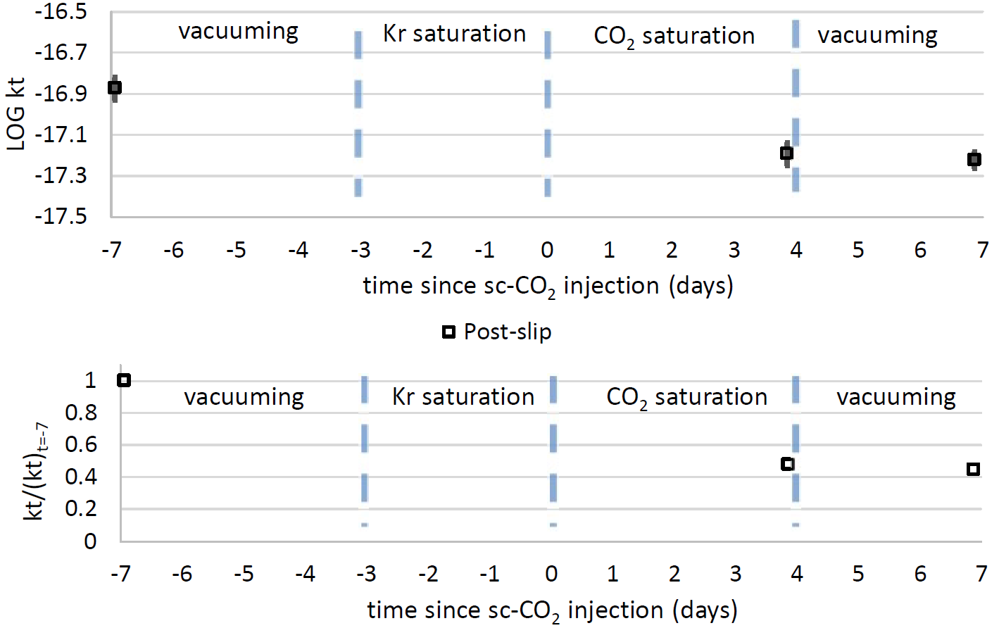 -16.5
vacuuming Kr saturation CO₂ saturation vacuuming
-16.7
-16.9
-17.1
-17.3
-17.5
LOG kt
-7 -6 -5 -4 -3 -2 -1 0 1 2 3 4 5 6 7
time since sc-CO₂ injection (days)
Post-slip
1
vacuuming Kr saturation CO₂ saturation vacuuming
0.8
0.6
0.4
0.2
0
kt/(kt)t=-7
-7 -6 -5 -4 -3 -2 -1 0 1 2 3 4 5 6 7
time since sc-CO₂ injection (days)